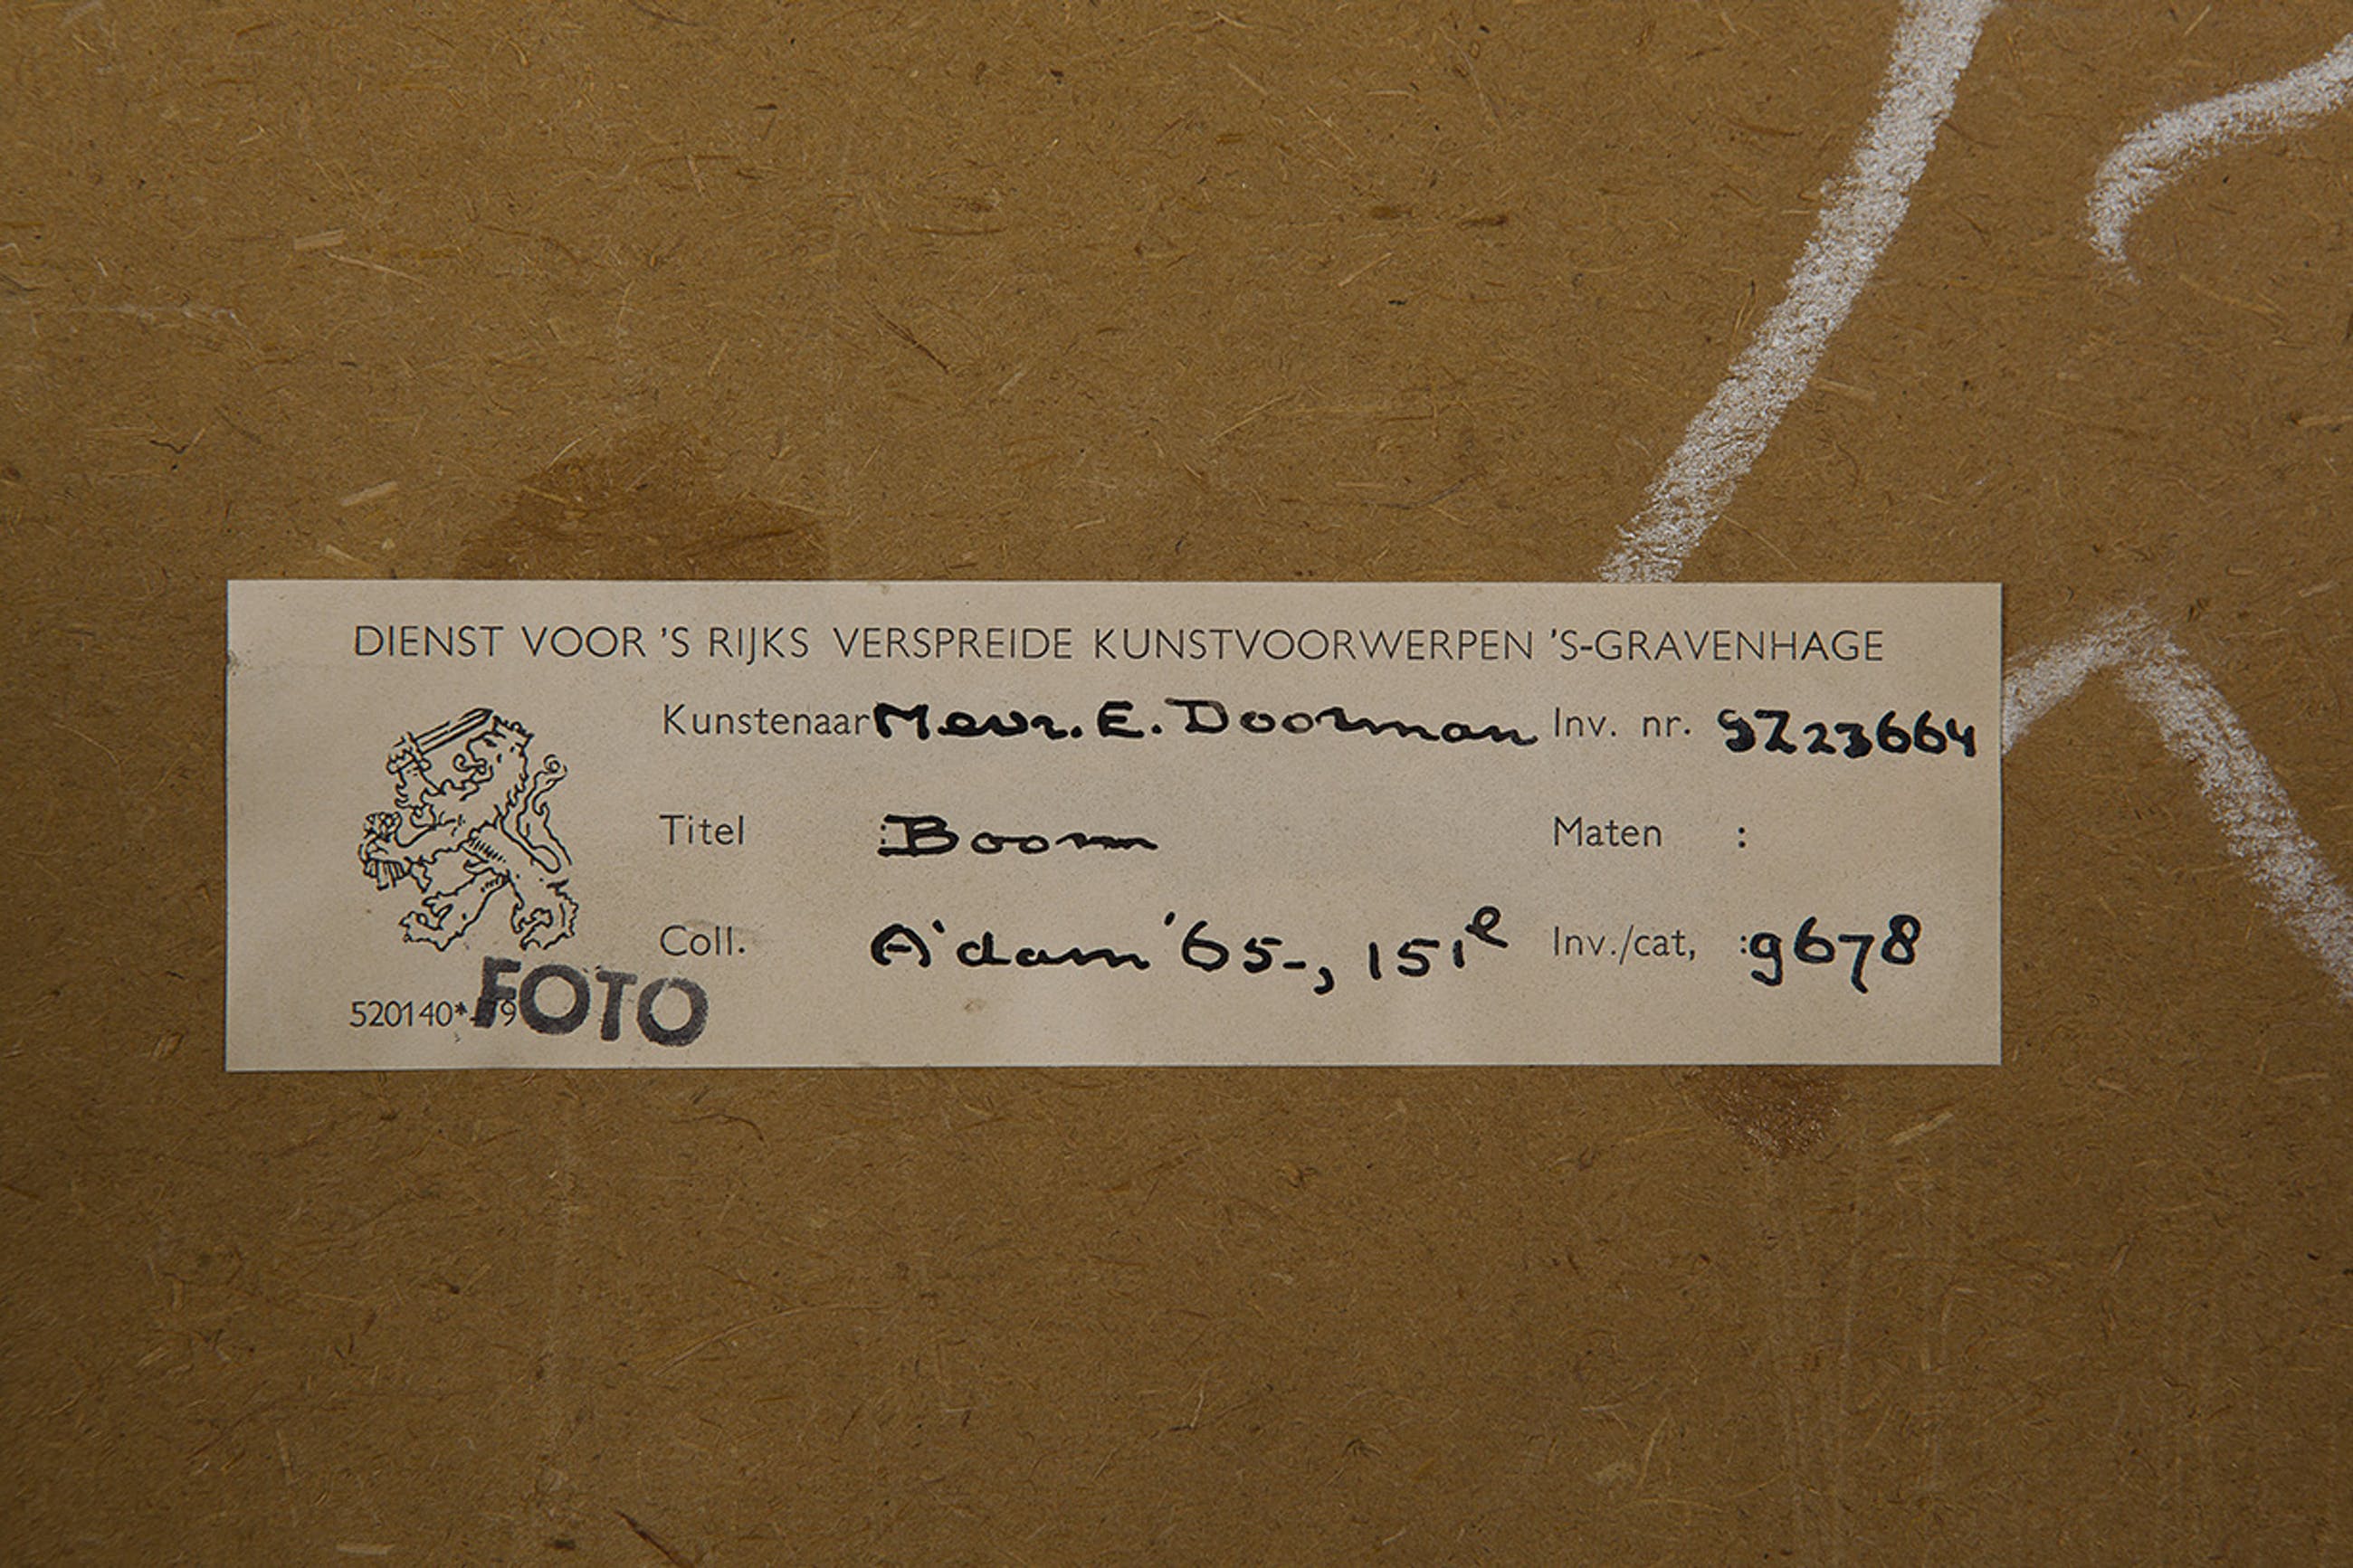 DIENST VOOR 'S RIJKS VERSPREIDE KUNSTVOORWERPEN 'S-GRAVENHAGE
Kunstenaar Mevr. E. Doorman Inv. nr. SZ23664
Titel : Boom Maten :
Coll. A'dam '65-, 151e Inv./cat, :9678
520140*
FOTO